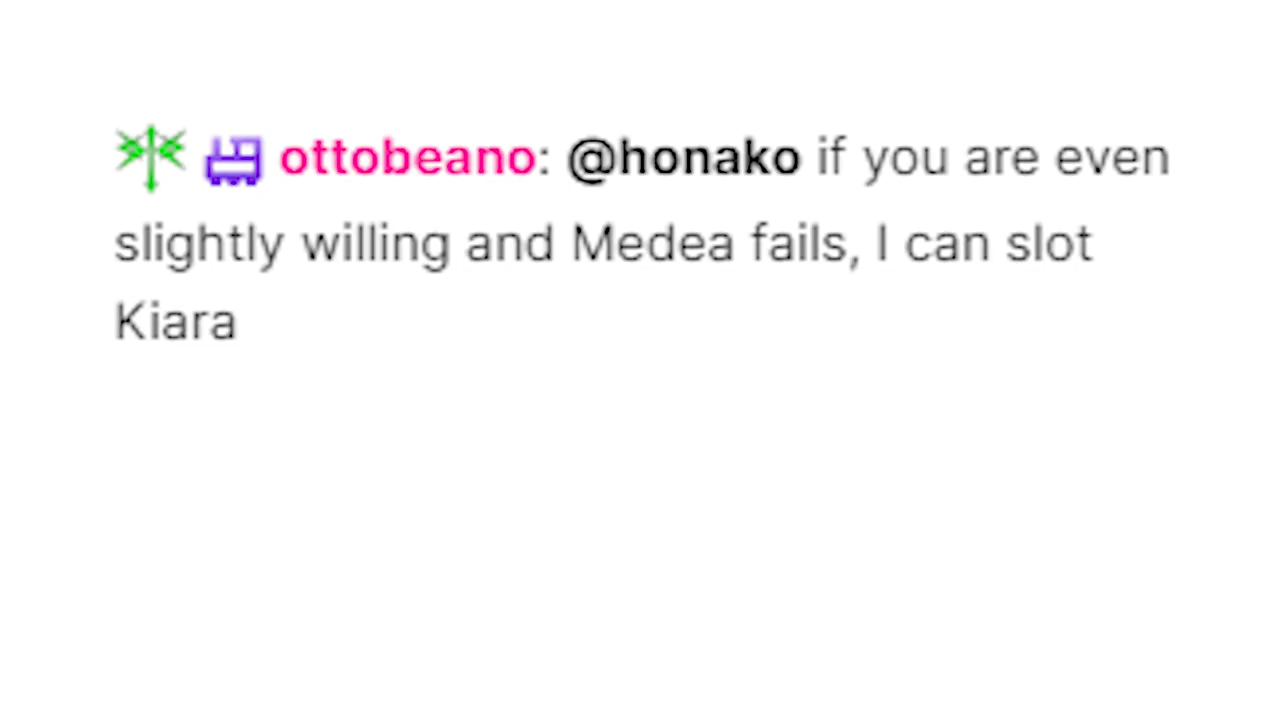 ottobeano: @honako if you are even
slightly willing and Medea fails, I can slot
Kiara